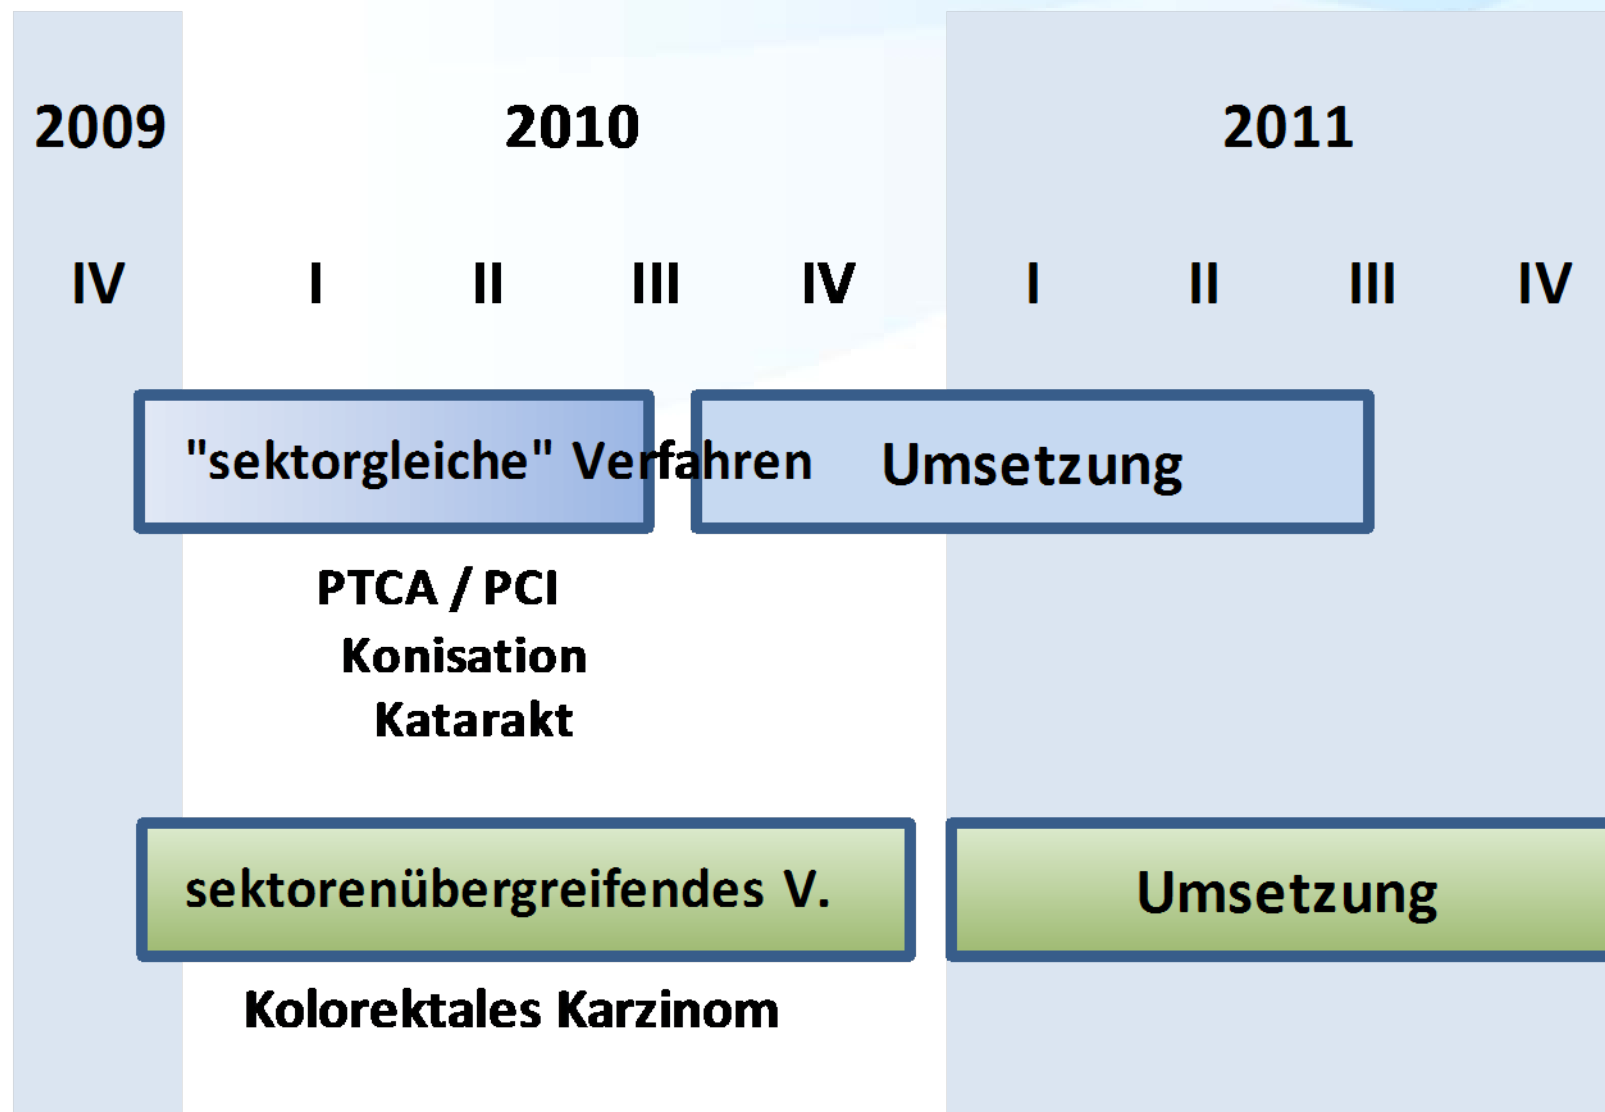 2009 2010 2011
IV I II III IV I II III IV
"sektorgleiche" Verfahren Umsetzung
PTCA / PCI
Konisation
Katarakt
sektorenübergreifendes V. Umsetzung
Kolorektales Karzinom